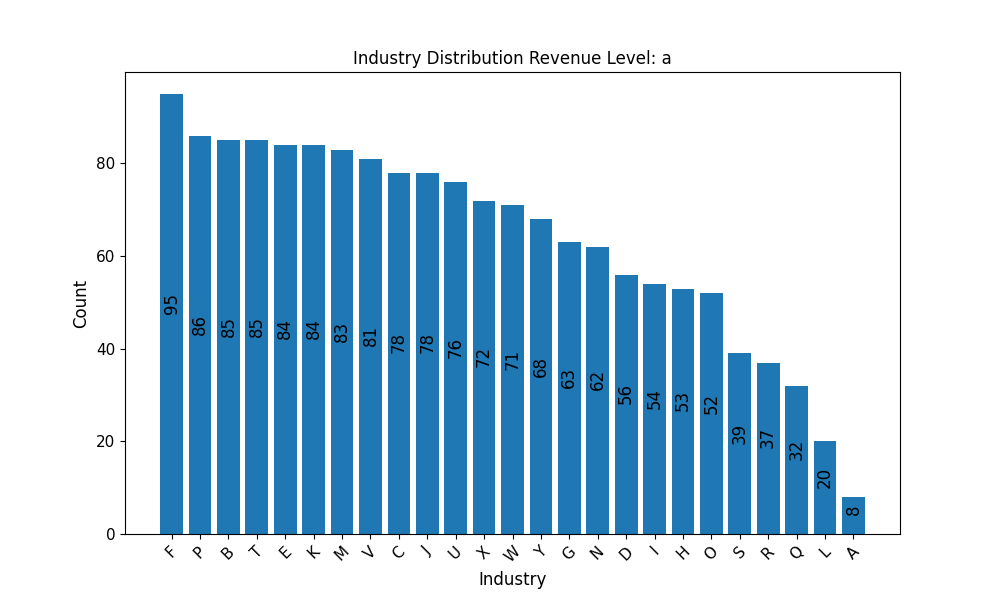 Industry Distribution Revenue Level: a
Count
80
60
40
20
0
95 86 85 85 84 84 83 81 78 78 76 72 71 68 63 62 56 54 53 52 39 37 32 20 8
F P B T E K M V C J U X W Y G N D I H O S R Q L A
Industry